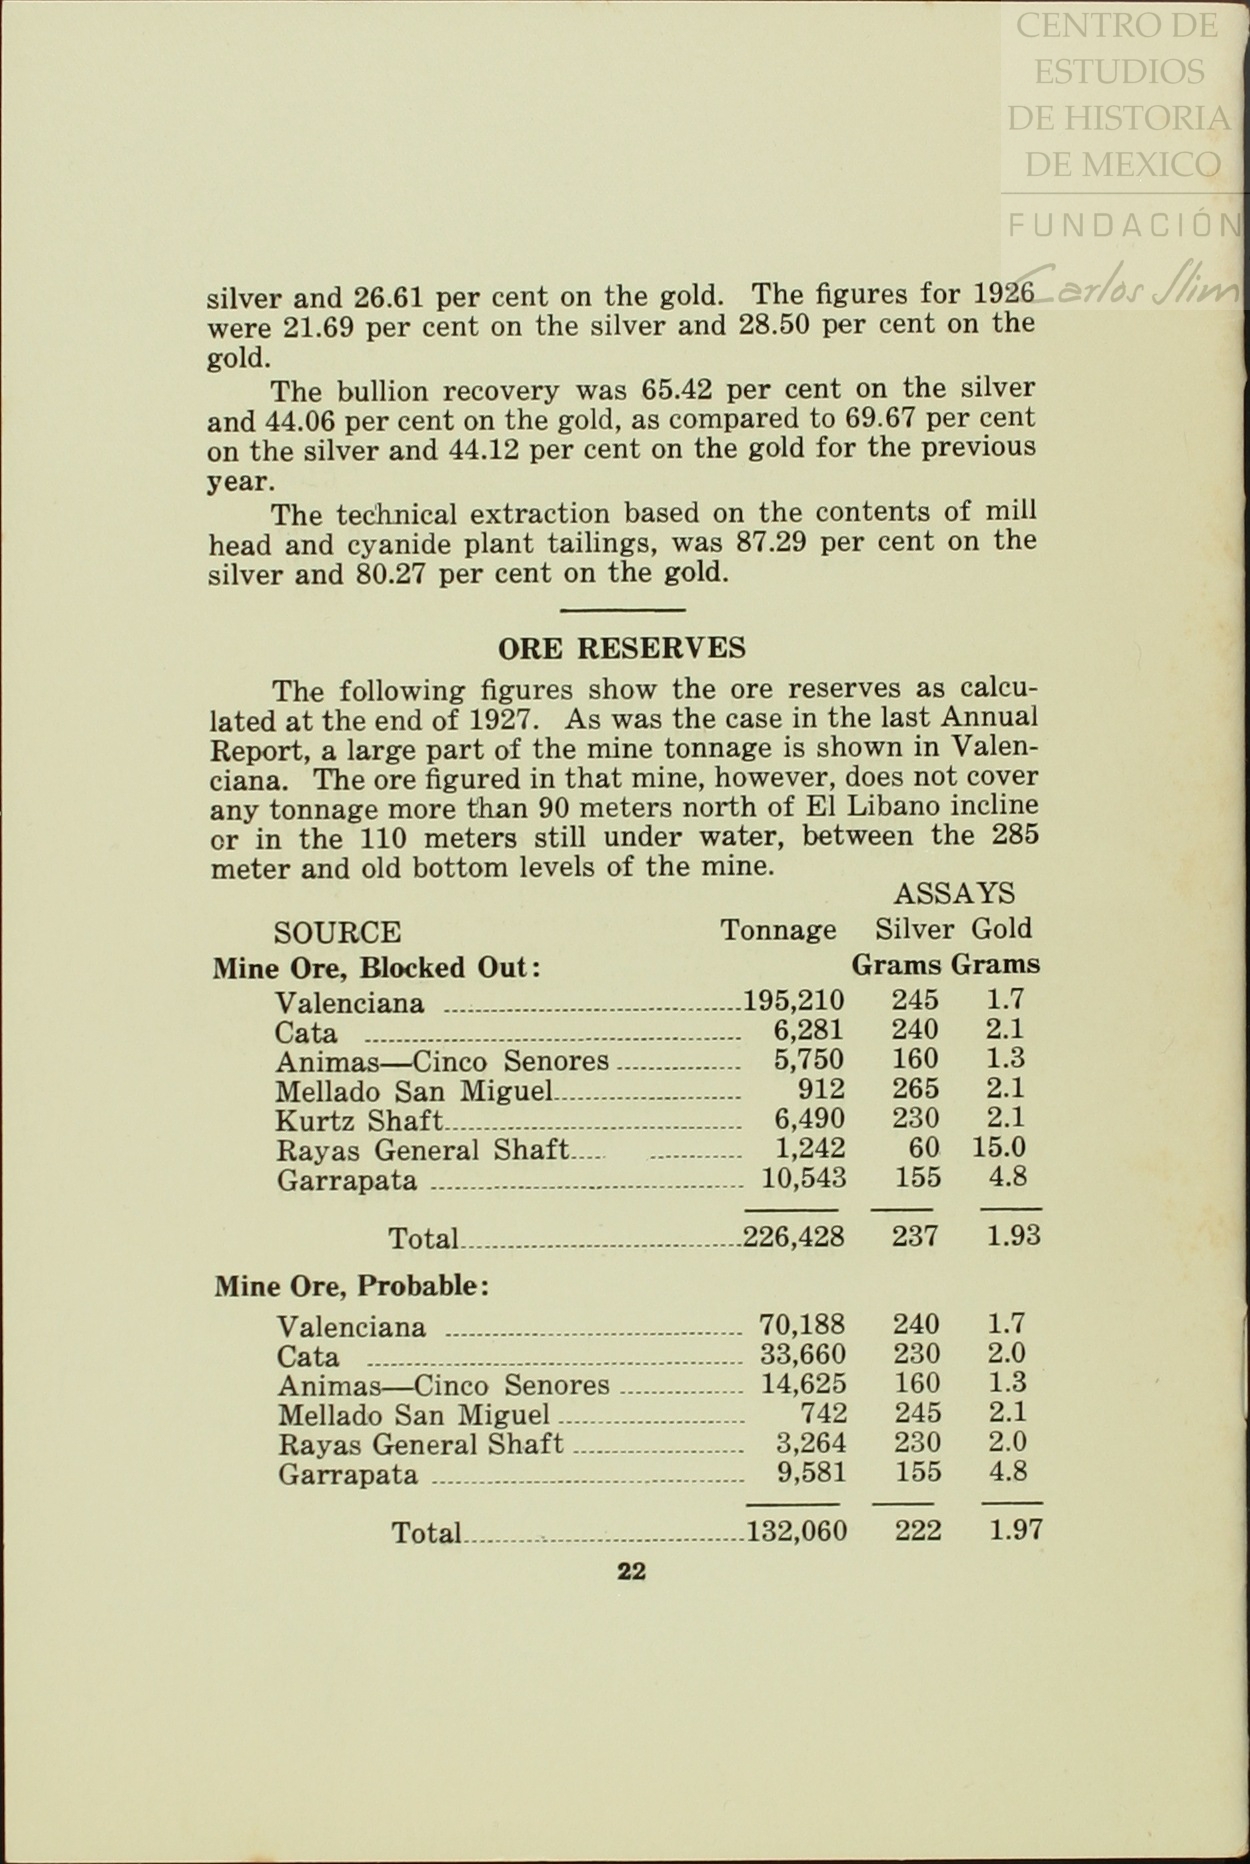 CENTRO DE
ESTUDIOS
DE HISTORIA
DE MEXICO
FUNDACIÓN
Carlos Slim
silver and 26.61 per cent on the gold. The figures for 1926
were 21.69 per cent on the silver and 28.50 per cent on the
gold.
The bullion recovery was 65.42 per cent on the silver
and 44.06 per cent on the gold, as compared to 69.67 per cent
on the silver and 44.12 per cent on the gold for the previous
year.
The technical extraction based on the contents of mill
head and cyanide plant tailings, was 87.29 per cent on the
silver and 80.27 per cent on the gold.
ORE RESERVES
The following figures show the ore reserves as calcu-
lated at the end of 1927. As was the case in the last Annual
Report, a large part of the mine tonnage is shown in Valen-
ciana. The ore figured in that mine, however, does not cover
any tonnage more than 90 meters north of El Libano incline
or in the 110 meters still under water, between the 285
meter and old bottom levels of the mine.
ASSAYS
SOURCE Tonnage Silver Gold
Mine Ore, Blocked Out: Grams Grams
Valenciana 195,210 245 1.7
Cata 6,281 240 2.1
Animas—Cinco Senores 5,750 160 1.3
Mellado San Miguel 912 265 2.1
Kurtz Shaft 6,490 230 2.1
Rayas General Shaft 1,242 60 15.0
Garrapata 10,543 155 4.8
Total 226,428 237 1.93
Mine Ore, Probable:
Valenciana 70,188 240 1.7
Cata 33,660 230 2.0
Animas—Cinco Senores 14,625 160 1.3
Mellado San Miguel 742 245 2.1
Rayas General Shaft 3,264 230 2.0
Garrapata 9,581 155 4.8
Total 132,060 222 1.97
22